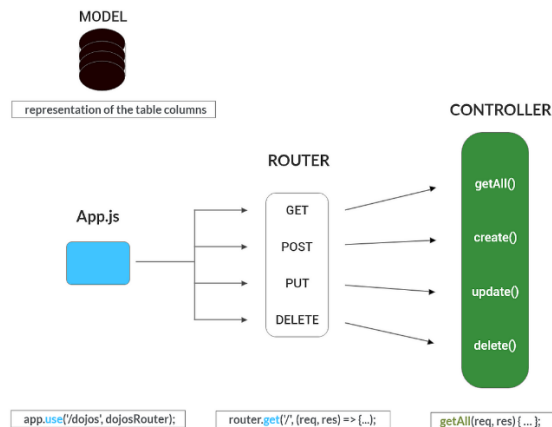 MODEL
representation of the table columns
CONTROLLER
ROUTER
App.js
GET
POST
PUT
DELETE
getAll()
create()
update()
delete()
app.use('/dojos', dojosRouter);
router.get('/', (req, res) => {...);
getAll(req, res) { ... };